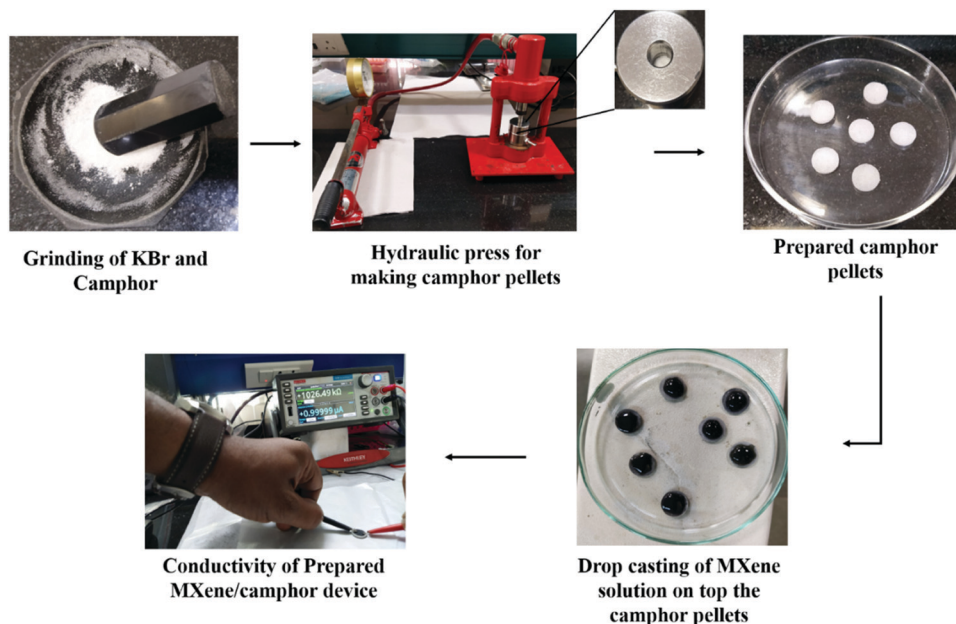 Grinding of KBr and
Camphor
Hydraulic press for
making camphor pellets
Prepared camphor
pellets
+1026.49 kΩ
+0.99999 µA
KEITHLEY
Conductivity of Prepared
MXene/camphor device
Drop casting of MXene
solution on top the
camphor pellets